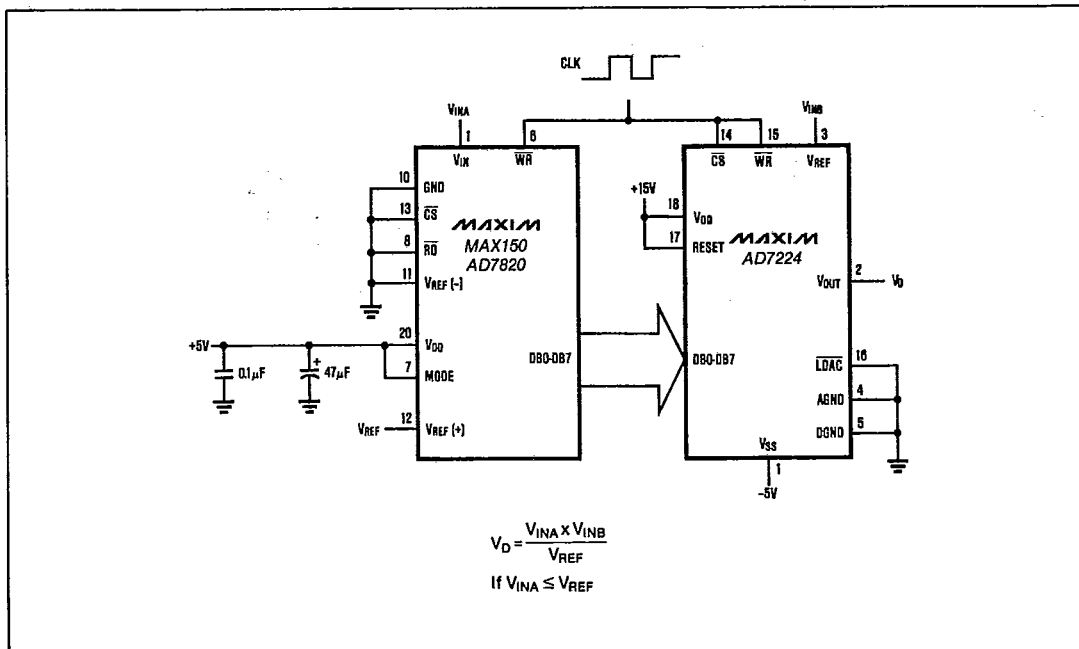 CLK
VINA
1
VIN
6
WR
14
CS
15
WR
VINB
3
VREF
10
GND
13
CS
8
RD
11
VREF (-)
MAXIM
MAX150
AD7820
+5V
0.1µF
+
47µF
20
VDD
7
MODE
VREF
12
VREF (+)
DB0-DB7
+15V
18
VDD
17
RESET
MAXIM
AD7224
VOUT
2
VD
DB0-DB7
LDAC
16
AGND
4
DGND
5
VSS
1
-5V
VD = VINA x VINB
VREF
If VINA ≤ VREF